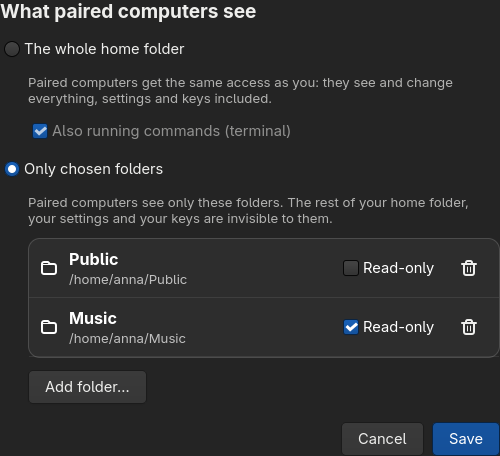 What paired computers see
The whole home folder
Paired computers get the same access as you: they see and change
everything, settings and keys included.
Also running commands (terminal)
Only chosen folders
Paired computers see only these folders. The rest of your home folder,
your settings and your keys are invisible to them.
Public
/home/anna/Public
Read-only
Music
/home/anna/Music
Read-only
Add folder...
Cancel
Save